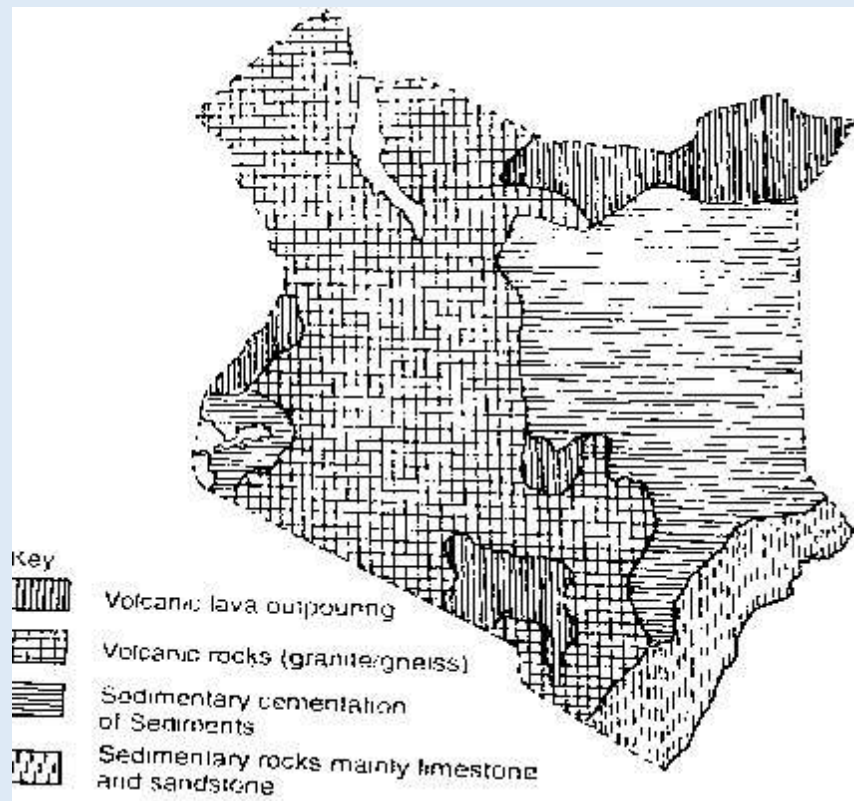 Key
Volcanic lava outpouring
Volcanic rocks (granite/gneiss)
Sedimentary cementation
of Sediments
Sedimentary rocks mainly limestone
and sandstone